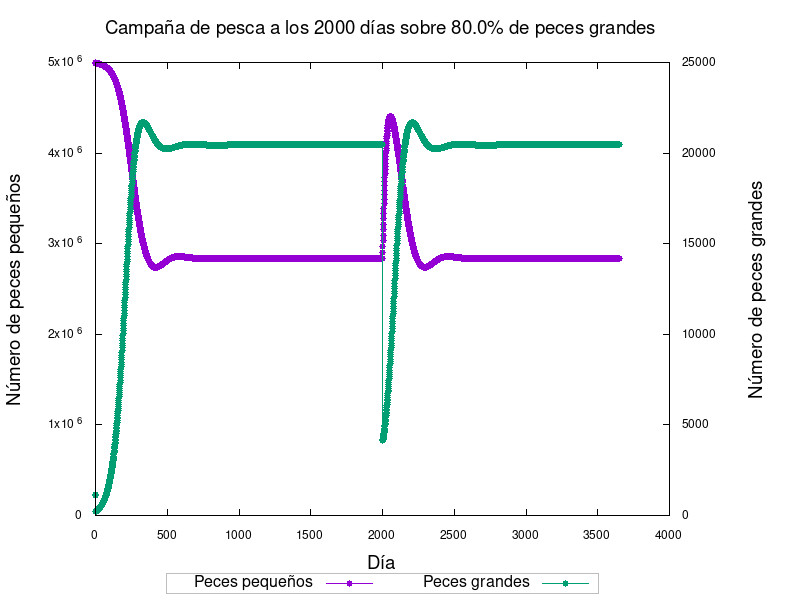 Campaña de pesca a los 2000 días sobre 80.0% de peces grandes
5x10 6
4x10 6
3x10 6
2x10 6
1x10 6
0
Número de peces pequeños
25000
20000
15000
10000
5000
0
Número de peces grandes
0 500 1000 1500 2000 2500 3000 3500 4000
Día
Peces pequeños Peces grandes